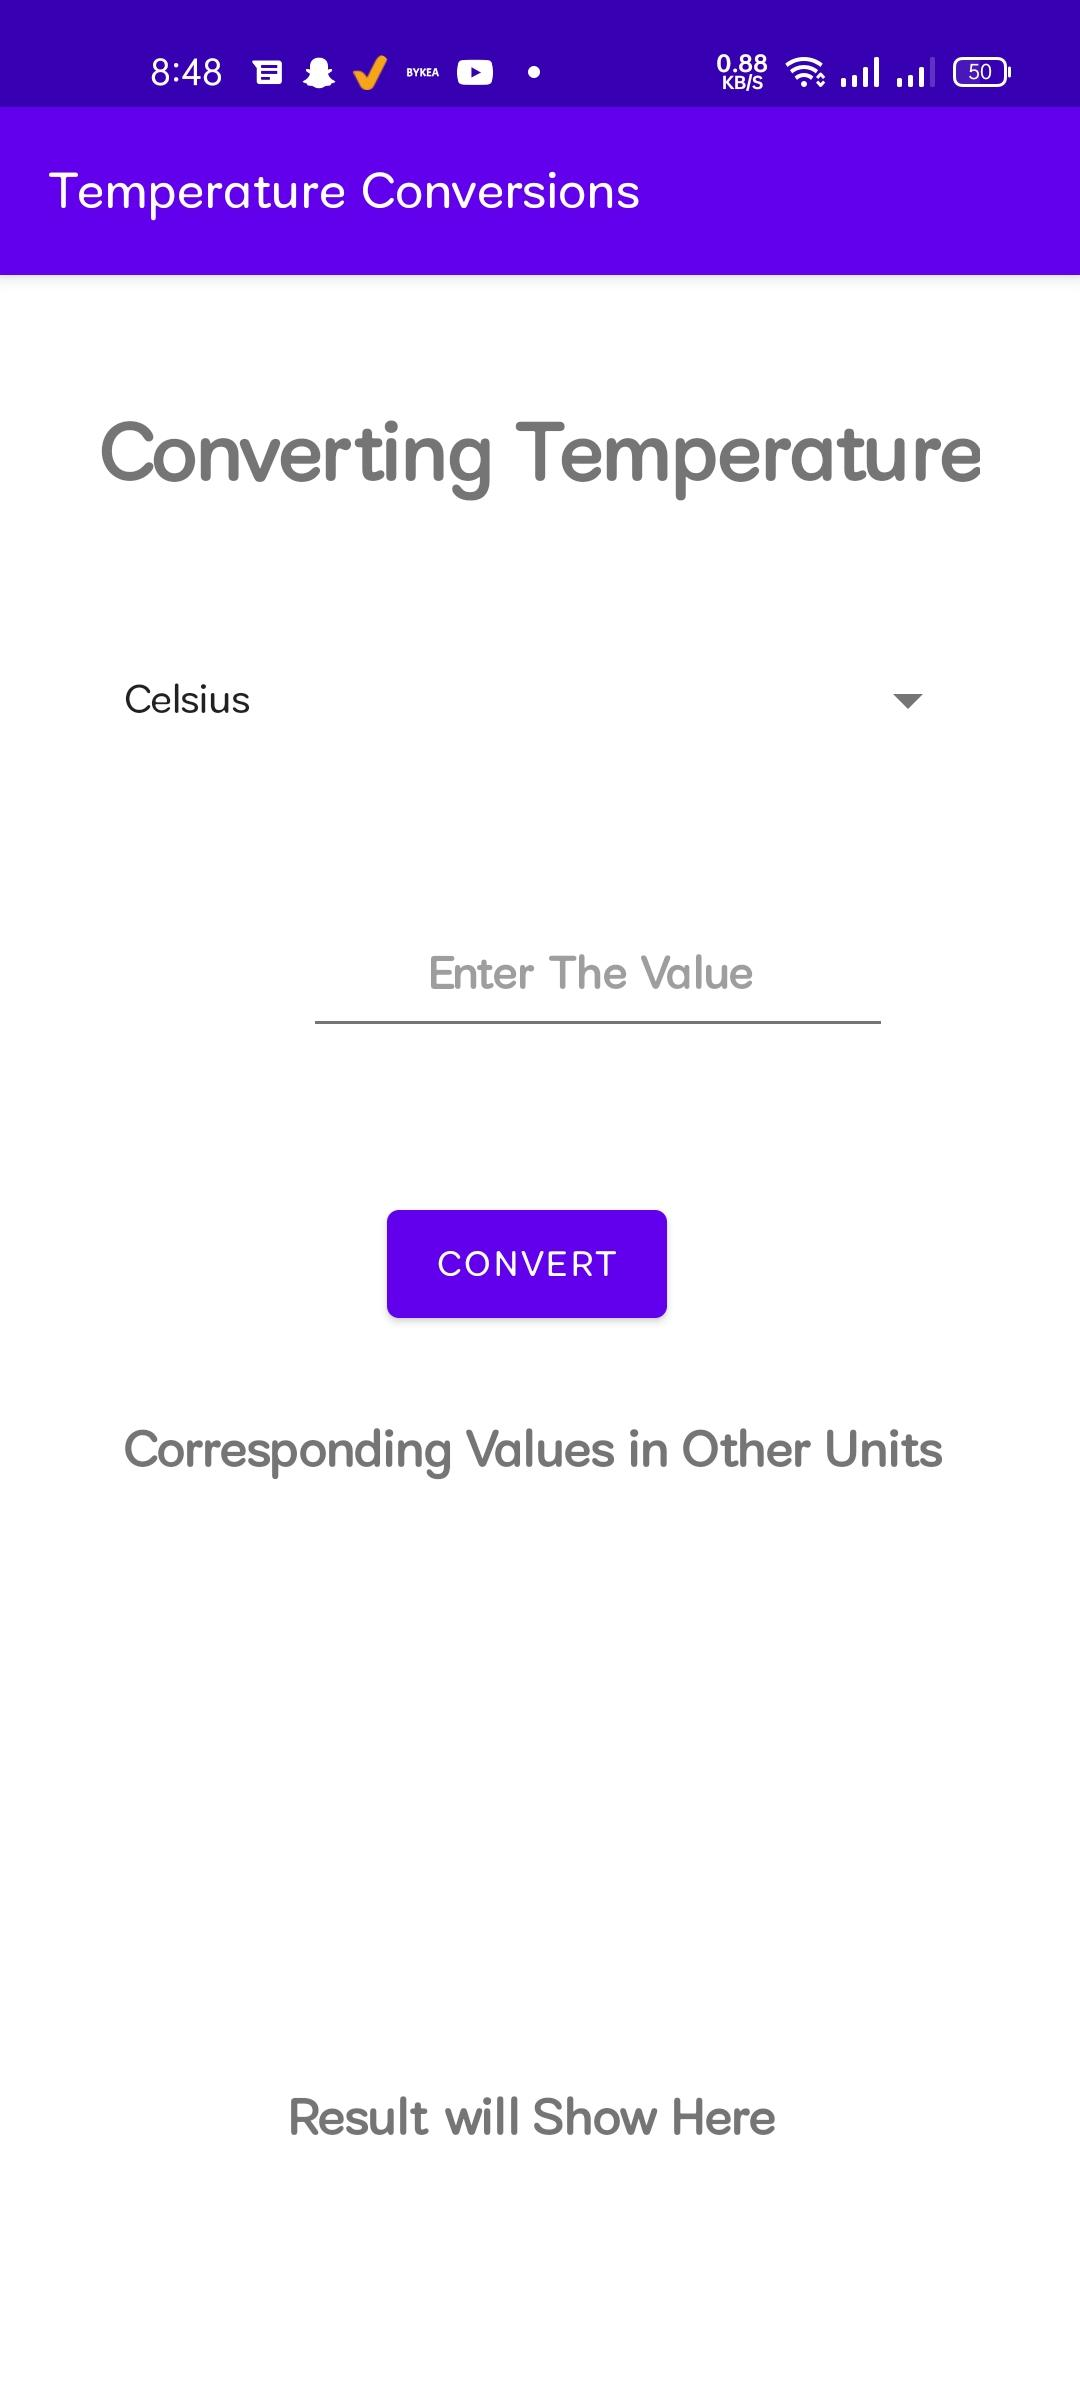 8:48 BYKEA 0.88 KB/S 50
Temperature Conversions
Converting Temperature
Celsius
Enter The Value
CONVERT
Corresponding Values in Other Units
Result will Show Here